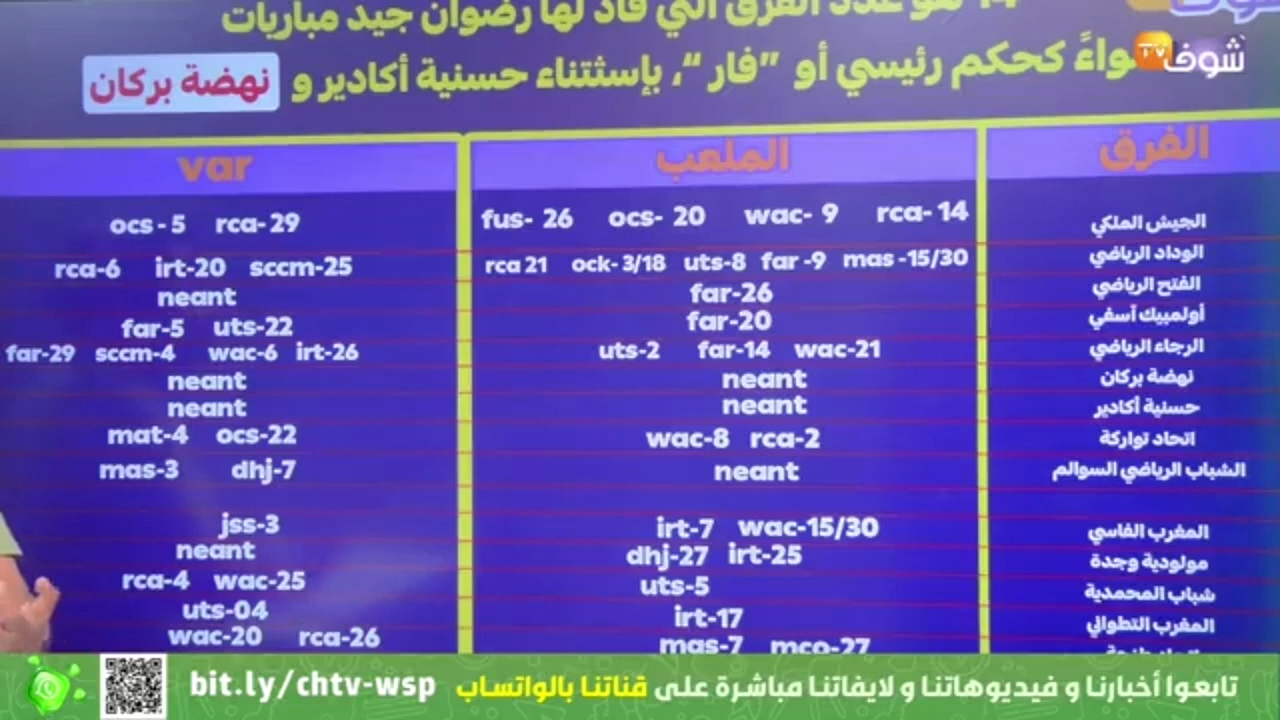 14 هو عدد الفرق التي قاد لها رضوان جيد مباريات
شوف TV
كحكم رئيسي أو ”فار “، بإستثناء حسنية أكادير و نهضة بركان
الفرق الملعب var
الجيش الملكي rca- 14 wac- 9 ocs- 20 fus- 26 rca- 29 ocs - 5
الوداد الرياضي mas -15/30 far -9 uts-8 ock- 3/18 rca 21 sccm-25 irt-20 rca-6
الفتح الرياضي far-26 neant
أولمبيك آسفي far-20 uts-22 far-5
الرجاء الرياضي wac-21 far-14 uts-2 irt-26 wac-6 sccm-4 far-29
نهضة بركان neant neant
حسنية أكادير neant neant
اتحاد تواركة rca-2 wac-8 ocs-22 mat-4
الشباب الرياضي السوالم neant dhj-7 mas-3
المغرب الفاسي wac-15/30 irt-7 jss-3
مولودية وجدة irt-25 dhj-27 neant
شباب المحمدية uts-5 wac-25 rca-4
المغرب التطواني irt-17 uts-04
mco-27 mas-7 rca-26 wac-20
تابعوا أخبارنا و فيديوهاتنا و لايفاتنا مباشرة على قناتنا بالواتساب bit.ly/chtv-wsp